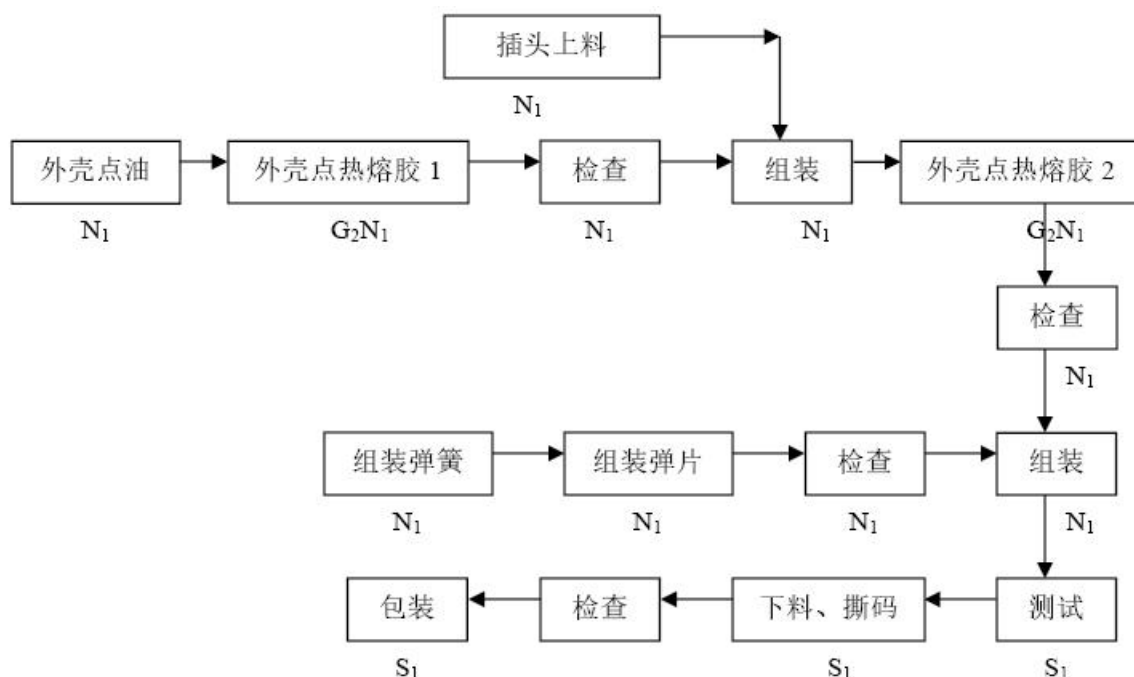 插头上料
N₁
外壳点油
外壳点热熔胶 1
检查
组装
外壳点热熔胶 2
N₁
G₂N₁
N₁
N₁
G₂N₁
检查
N₁
组装弹簧
组装弹片
检查
组装
N₁
N₁
N₁
N₁
包装
检查
下料、撕码
测试
S₁
S₁
S₁